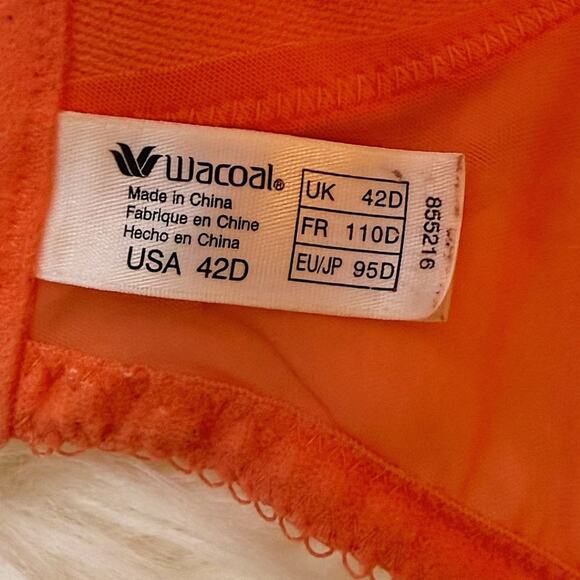 wacoal®
Made in China
Fabrique en Chine
Hecho en China
USA 42D
UK 42D
FR 110D
EU/JP 95D
855216